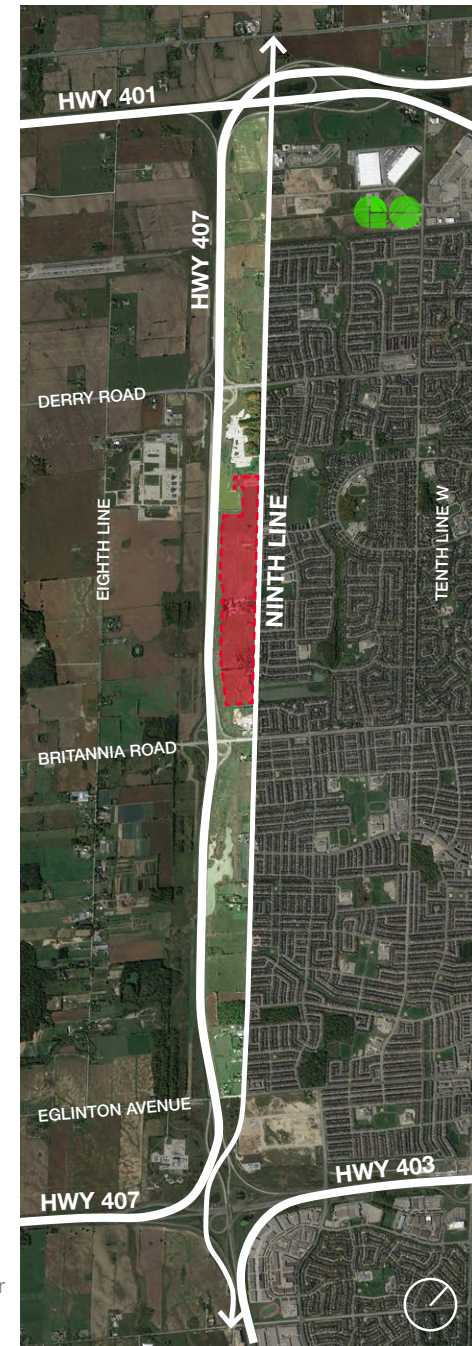 HWY 401
HWY 407
DERRY ROAD
EIGHTH LINE
NINTH LINE
TENTH LINE W
BRITANNIA ROAD
EGLINTON AVENUE
HWY 403
HWY 407
r